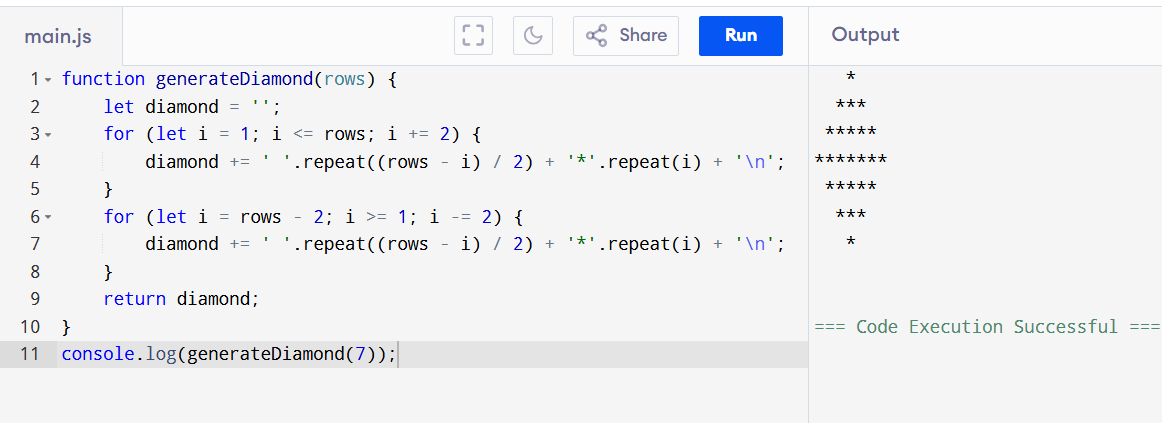 main.js
Share
Run
Output
1 function generateDiamond(rows) {
2     let diamond = '';
3     for (let i = 1; i <= rows; i += 2) {
4         diamond += ' '.repeat((rows - i) / 2) + '*'.repeat(i) + '\n';
5     }
6     for (let i = rows - 2; i >= 1; i -= 2) {
7         diamond += ' '.repeat((rows - i) / 2) + '*'.repeat(i) + '\n';
8     }
9     return diamond;
10 }
11 console.log(generateDiamond(7));
   *
  ***
 *****
*******
 *****
  ***
   *
=== Code Execution Successful ===